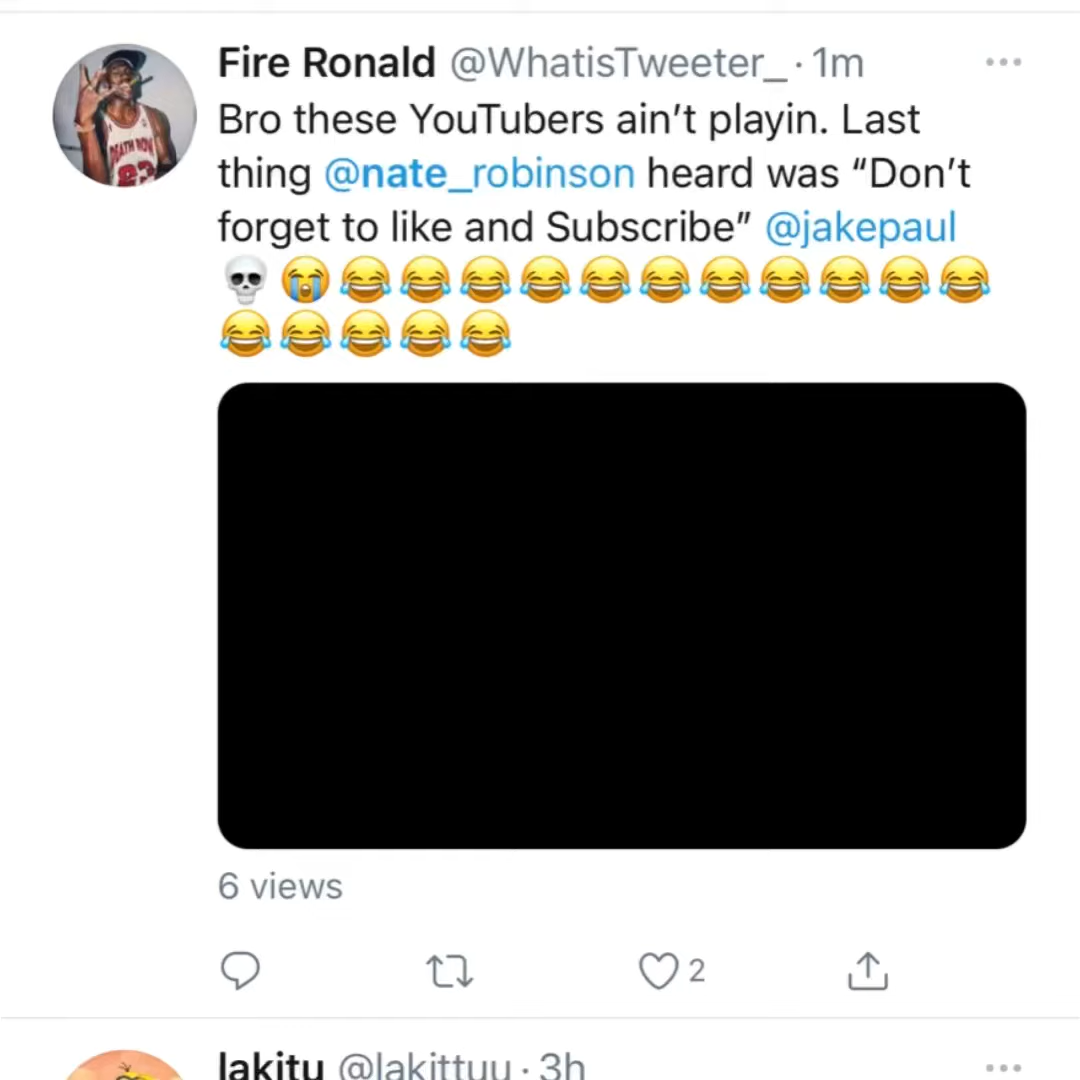 Fire Ronald @WhatisTweeter_ · 1m
Bro these YouTubers ain’t playin. Last
thing @nate_robinson heard was “Don’t
forget to like and Subscribe” @jakepaul
💀😭😂😂😂😂😂😂😂😂😂😂😂
😂😂😂😂😂
6 views
2
lakitu @lakittuu · 3h